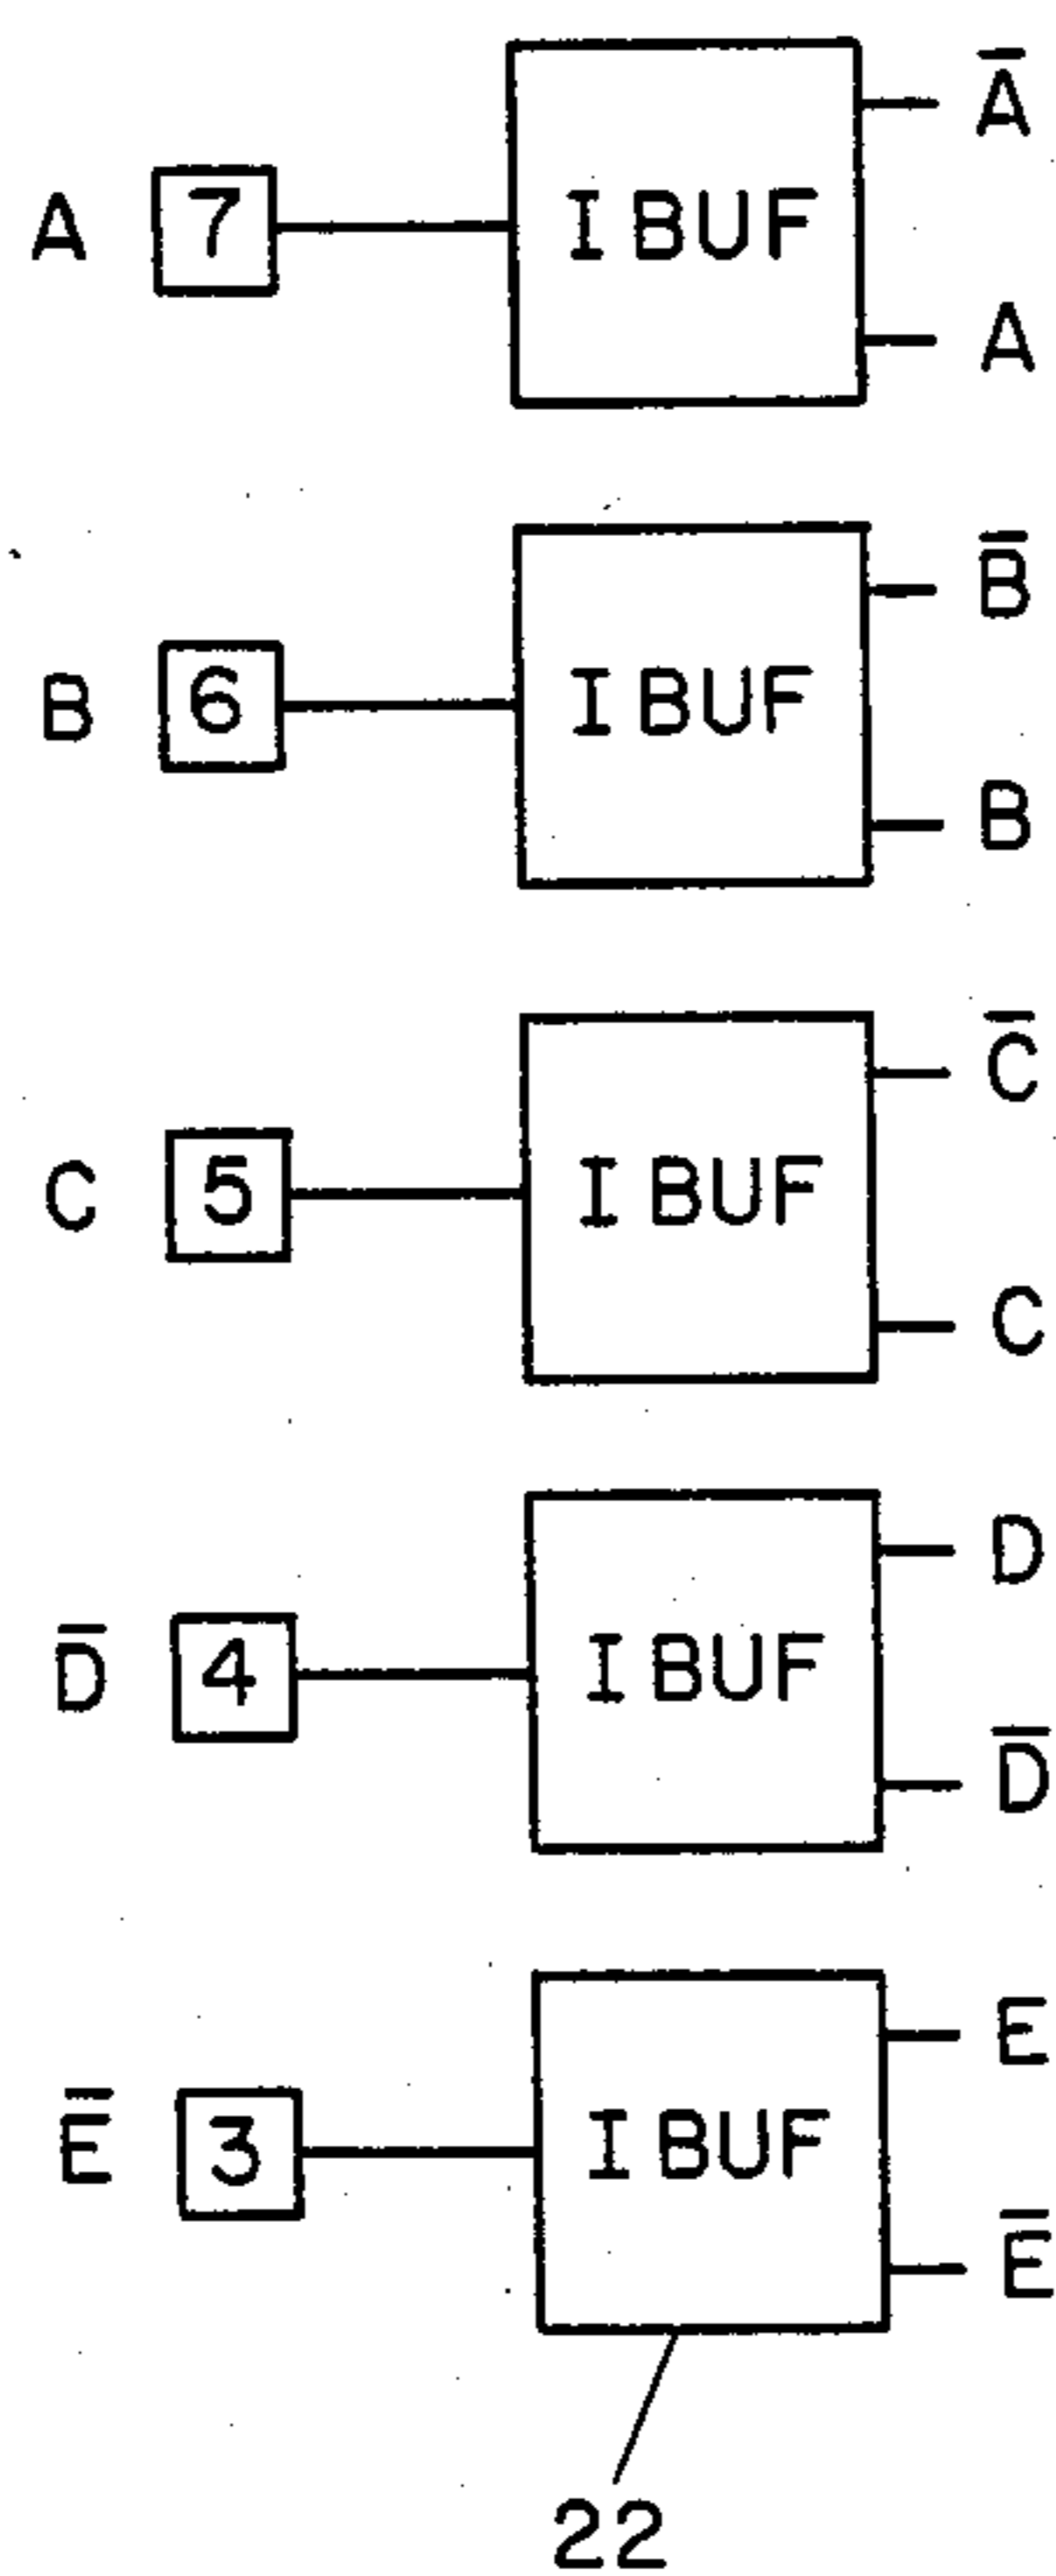 A̅
A 7 IBUF
A
B̅
B 6 IBUF
B
C̅
C 5 IBUF
C
D
D̅ 4 IBUF
D̅
E
E̅ 3 IBUF
E̅
22